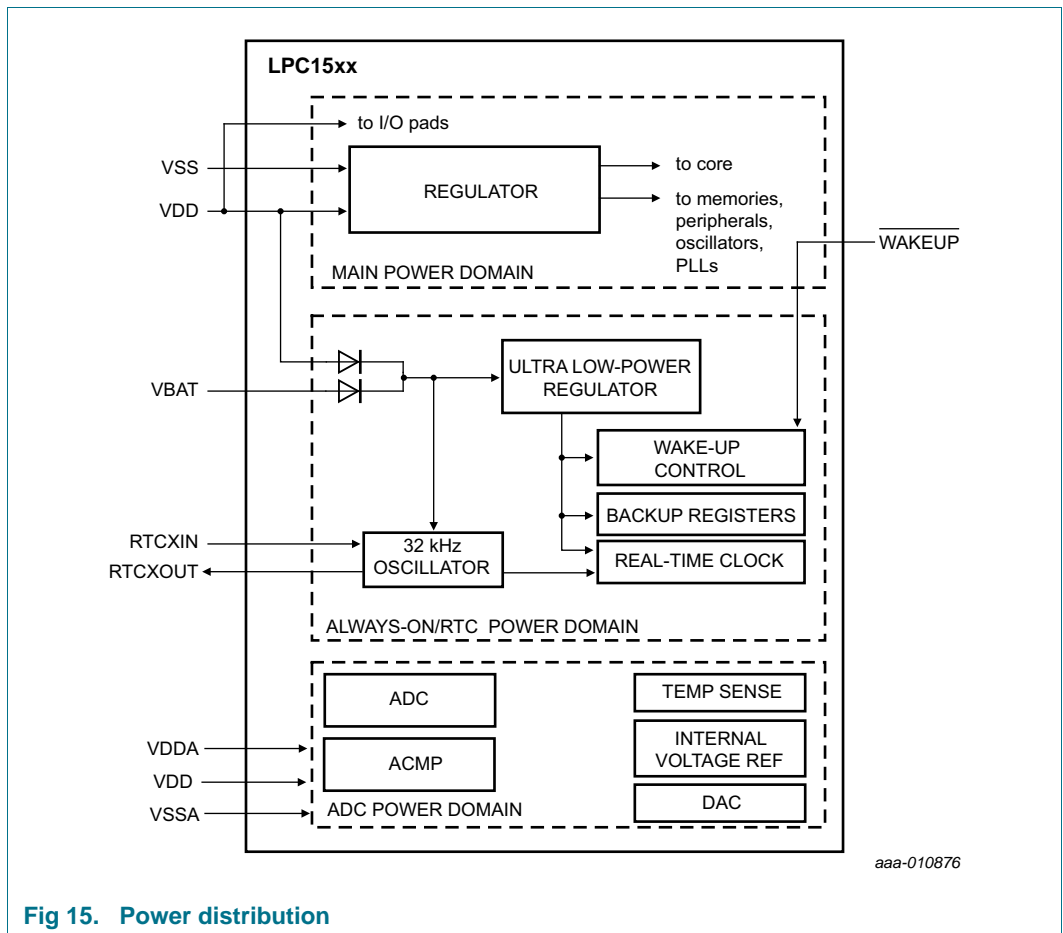 LPC15xx
to I/O pads
VSS
VDD
REGULATOR
to core
to memories,
peripherals,
oscillators,
PLLs
WAKEUP
MAIN POWER DOMAIN
VBAT
ULTRA LOW-POWER
REGULATOR
WAKE-UP
CONTROL
BACKUP REGISTERS
REAL-TIME CLOCK
RTCXIN
RTCXOUT
32 kHz
OSCILLATOR
ALWAYS-ON/RTC POWER DOMAIN
ADC
TEMP SENSE
VDDA
VDD
VSSA
ACMP
INTERNAL
VOLTAGE REF
DAC
ADC POWER DOMAIN
aaa-010876
Fig 15. Power distribution